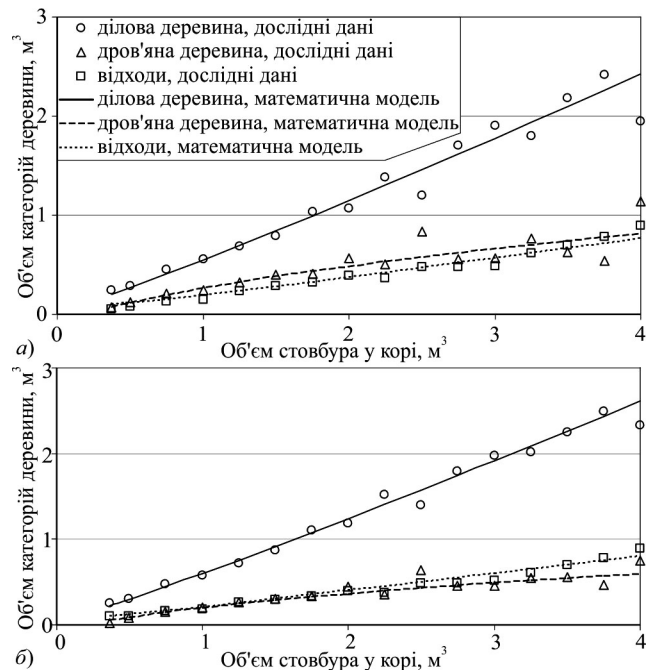 3
2
1
0
Об'єм категорій деревини, м³
ділова деревина, дослідні дані
дров'яна деревина, дослідні дані
відходи, дослідні дані
ділова деревина, математична модель
дров'яна деревина, математична модель
відходи, математична модель
0 1 2 3 4
а) Об'єм стовбура у корі, м³
3
2
1
0
Об'єм категорій деревини, м³
0 1 2 3 4
б) Об'єм стовбура у корі, м³